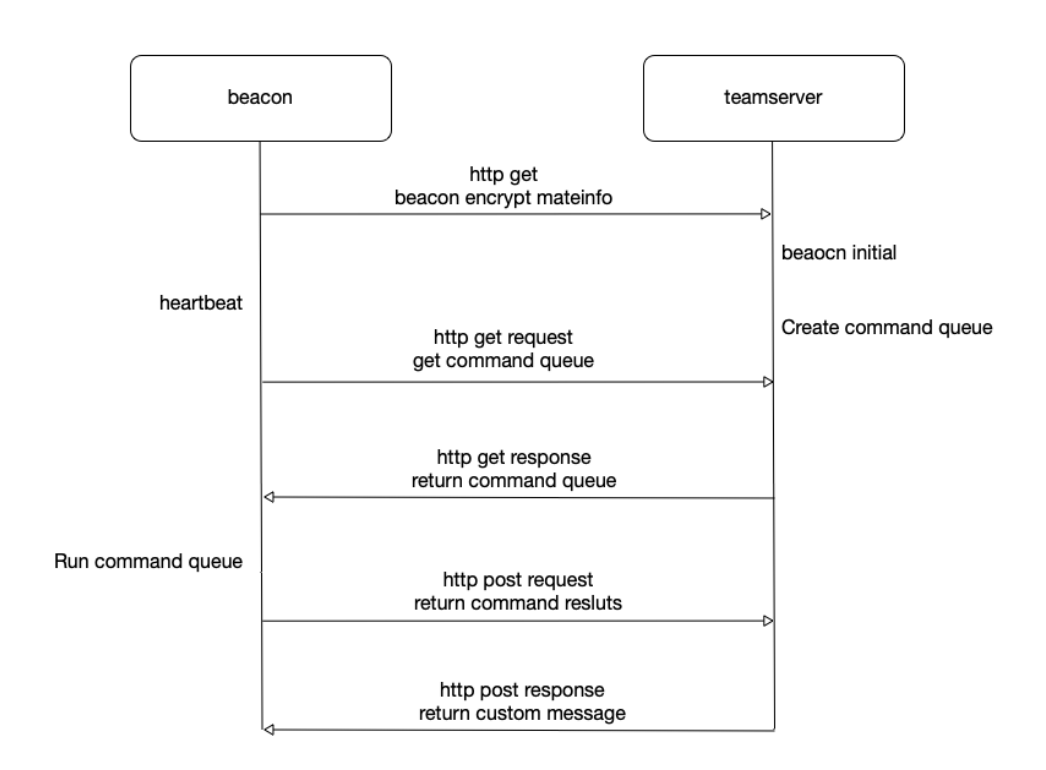 beacon
teamserver
http get
beacon encrypt mateinfo
beaocn initial
heartbeat
Create command queue
http get request
get command queue
http get response
return command queue
Run command queue
http post request
return command resluts
http post response
return custom message